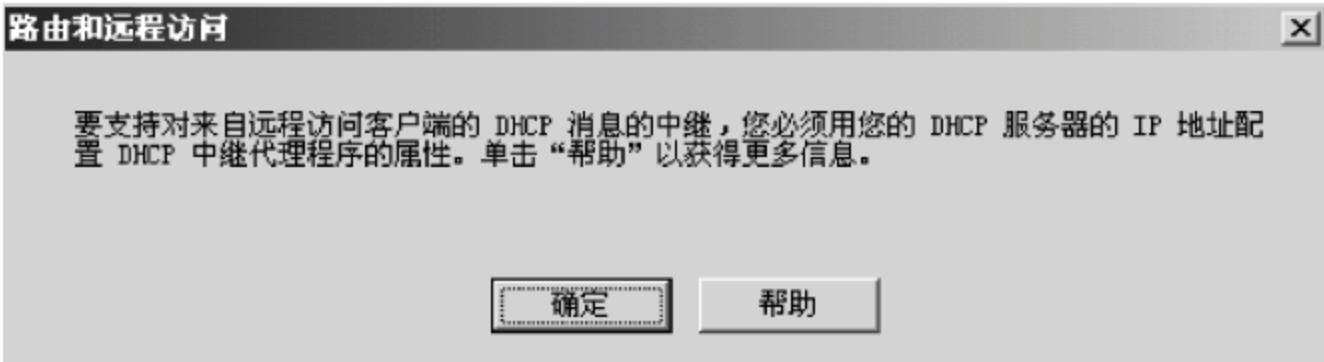 路由和远程访问
要支持对来自远程访问客户端的 DHCP 消息的中继，您必须用您的 DHCP 服务器的 IP 地址配
置 DHCP 中继代理程序的属性。单击“帮助”以获得更多信息。
确定 帮助